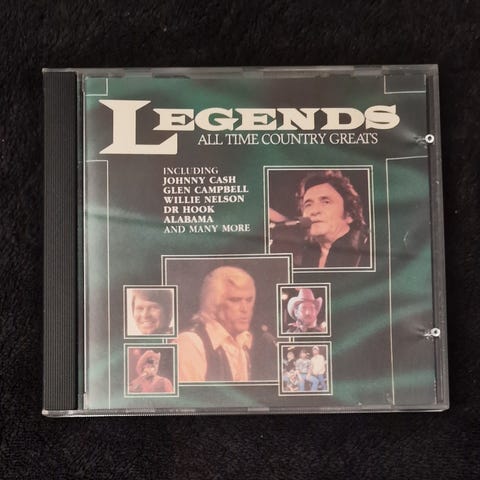 LEGENDS
ALL TIME COUNTRY GREATS
INCLUDING
JOHNNY CASH
GLEN CAMPBELL
WILLIE NELSON
DR HOOK
ALABAMA
AND MANY MORE